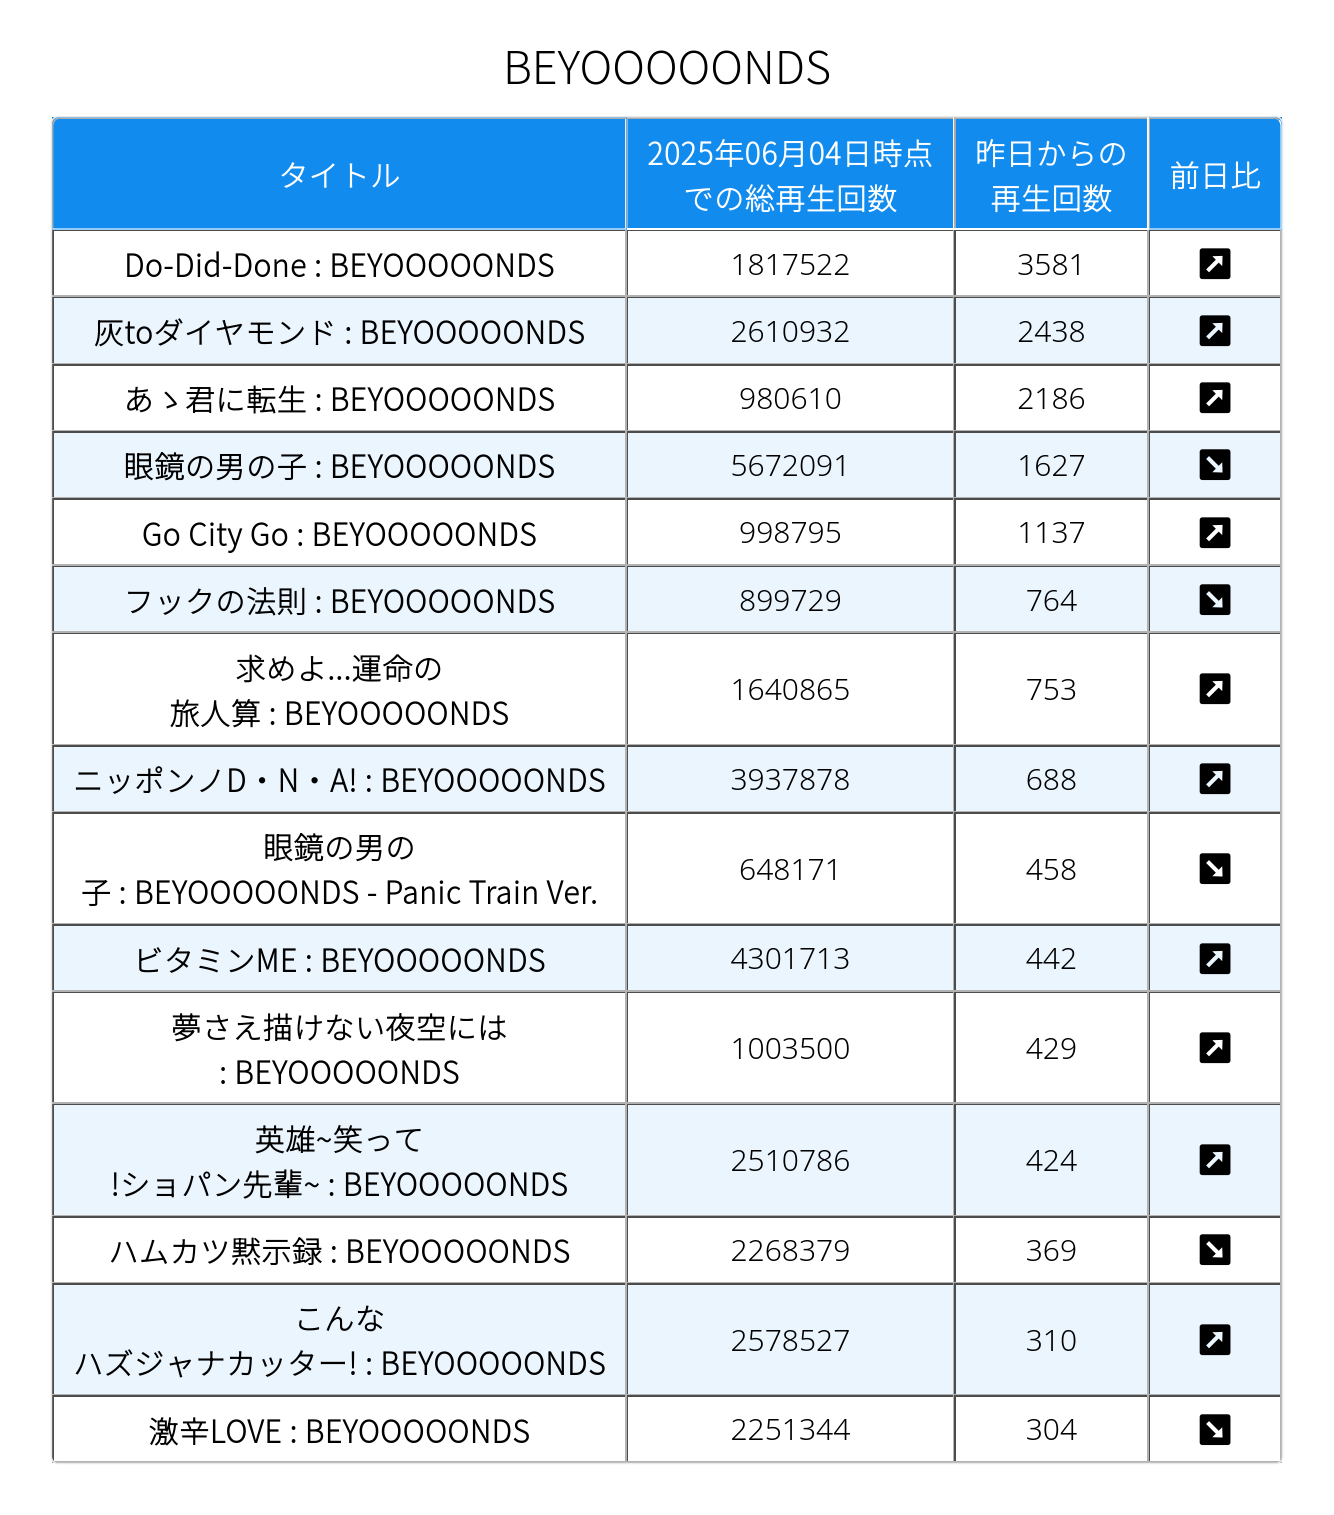 BEYOOOOONDS
タイトル
2025年06月04日時点
での総再生回数
昨日からの
再生回数
前日比
Do-Did-Done : BEYOOOOONDS
1817522
3581
灰toダイヤモンド : BEYOOOOONDS
2610932
2438
あゝ君に転生 : BEYOOOOONDS
980610
2186
眼鏡の男の子 : BEYOOOOONDS
5672091
1627
Go City Go : BEYOOOOONDS
998795
1137
フックの法則 : BEYOOOOONDS
899729
764
求めよ...運命の
旅人算 : BEYOOOOONDS
1640865
753
ニッポンノD・N・A! : BEYOOOOONDS
3937878
688
眼鏡の男の
子 : BEYOOOOONDS - Panic Train Ver.
648171
458
ビタミンME : BEYOOOOONDS
4301713
442
夢さえ描けない夜空には
: BEYOOOOONDS
1003500
429
英雄~笑って
!ショパン先輩~ : BEYOOOOONDS
2510786
424
ハムカツ黙示録 : BEYOOOOONDS
2268379
369
こんな
ハズジャナカッター! : BEYOOOOONDS
2578527
310
激辛LOVE : BEYOOOOONDS
2251344
304